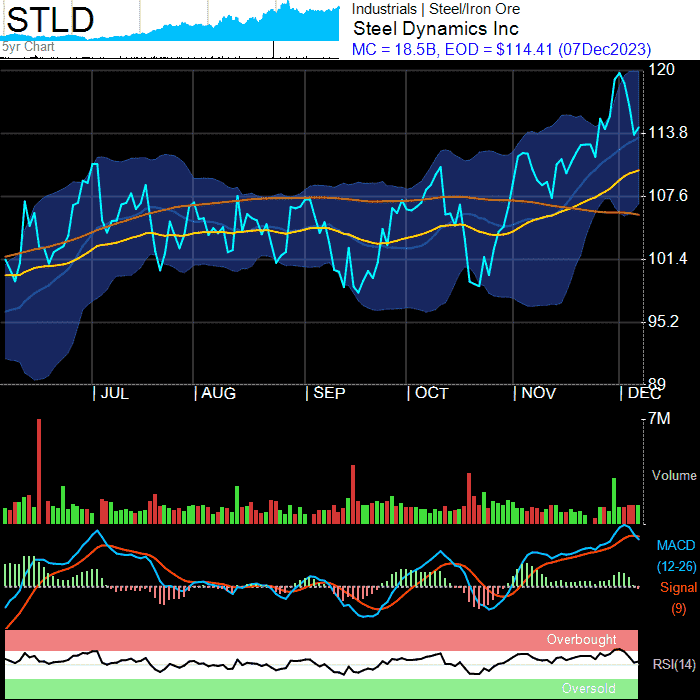 STLD
5yr Chart
Industrials | Steel/Iron Ore
Steel Dynamics Inc
MC = 18.5B, EOD = $114.41 (07Dec2023)
120
113.8
107.6
101.4
95.2
89
| JUL
| AUG
| SEP
| OCT
| NOV
| DEC
7M
Volume
MACD
(12-26)
Signal
(9)
Overbought
RSI(14)
Oversold